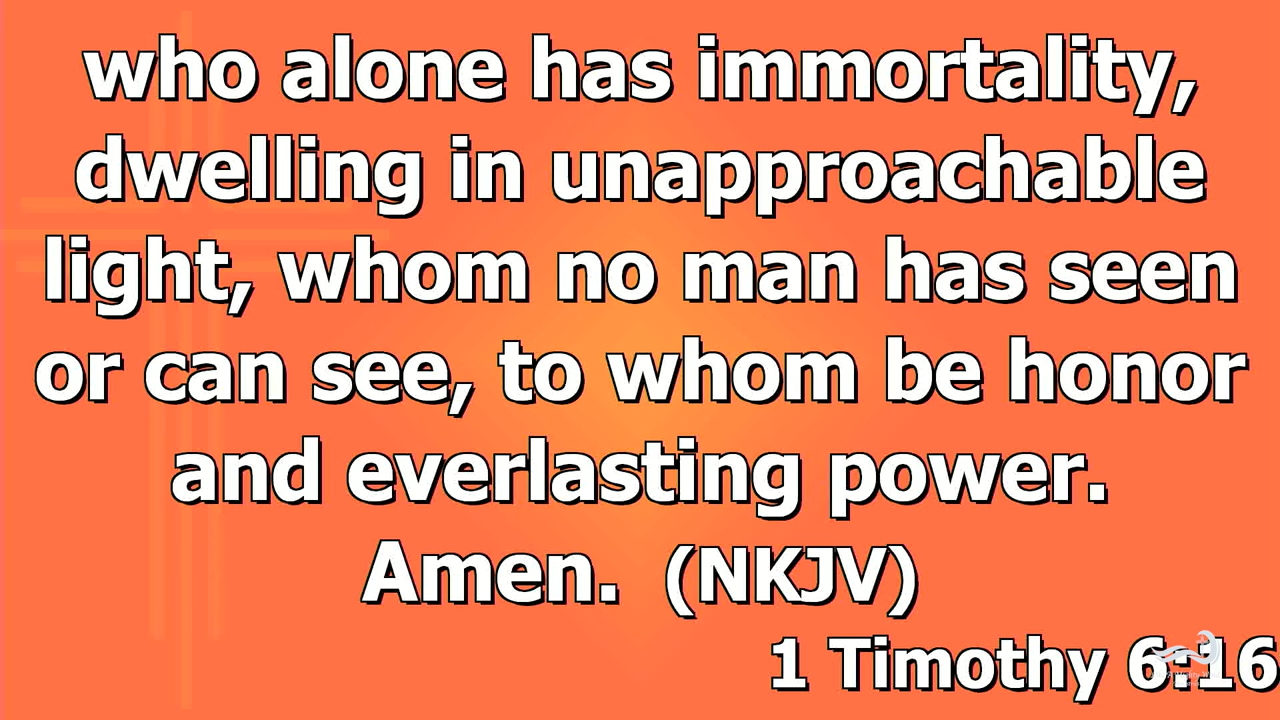 who alone has immortality,
dwelling in unapproachable
light, whom no man has seen
or can see, to whom be honor
and everlasting power.
Amen.  (NKJV)
1 Timothy 6:16